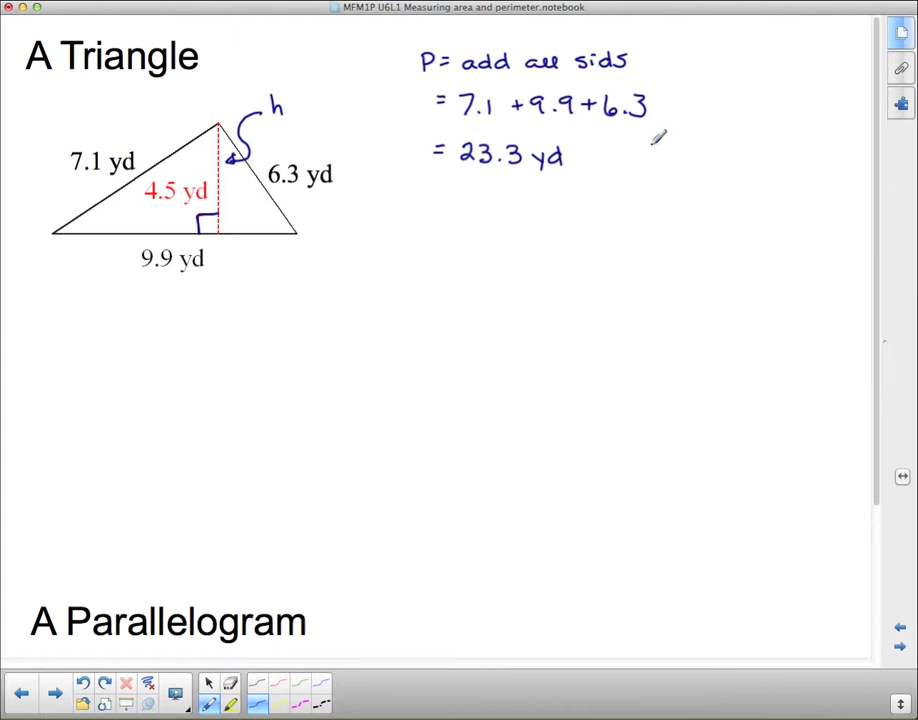 MFM1P U6L1 Measuring area and perimeter.notebook
A Triangle
P= add all sids
= 7.1 +9.9+6.3
= 23.3 yd
h
7.1 yd
4.5 yd
6.3 yd
9.9 yd
A Parallelogram